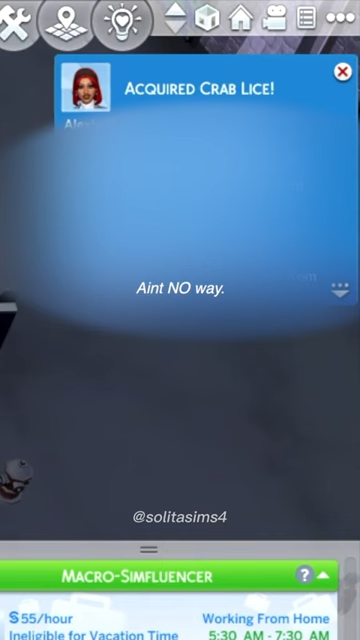 Acquired Crab Lice!
Aint NO way.
@solitasims4
Macro-Simfluencer
?
§55/hour
Working From Home
Ineligible for Vacation Time
5:30 AM - 7:30 AM